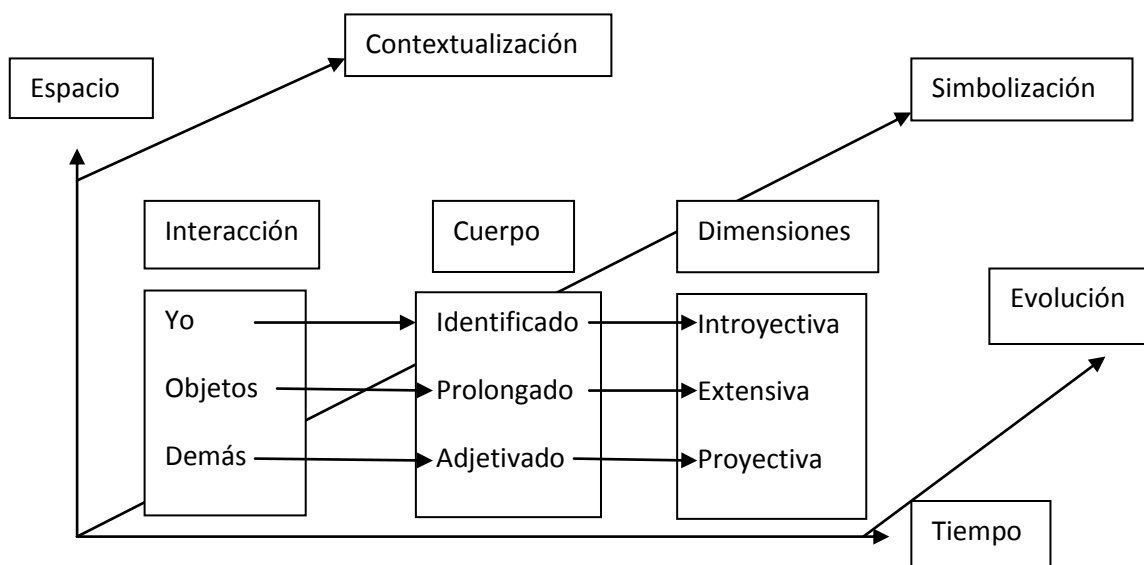 Contextualización
Espacio
Simbolización
Interacción
Cuerpo
Dimensiones
Evolución
Yo
Identificado
Introyectiva
Objetos
Prolongado
Extensiva
Demás
Adjetivado
Proyectiva
Tiempo